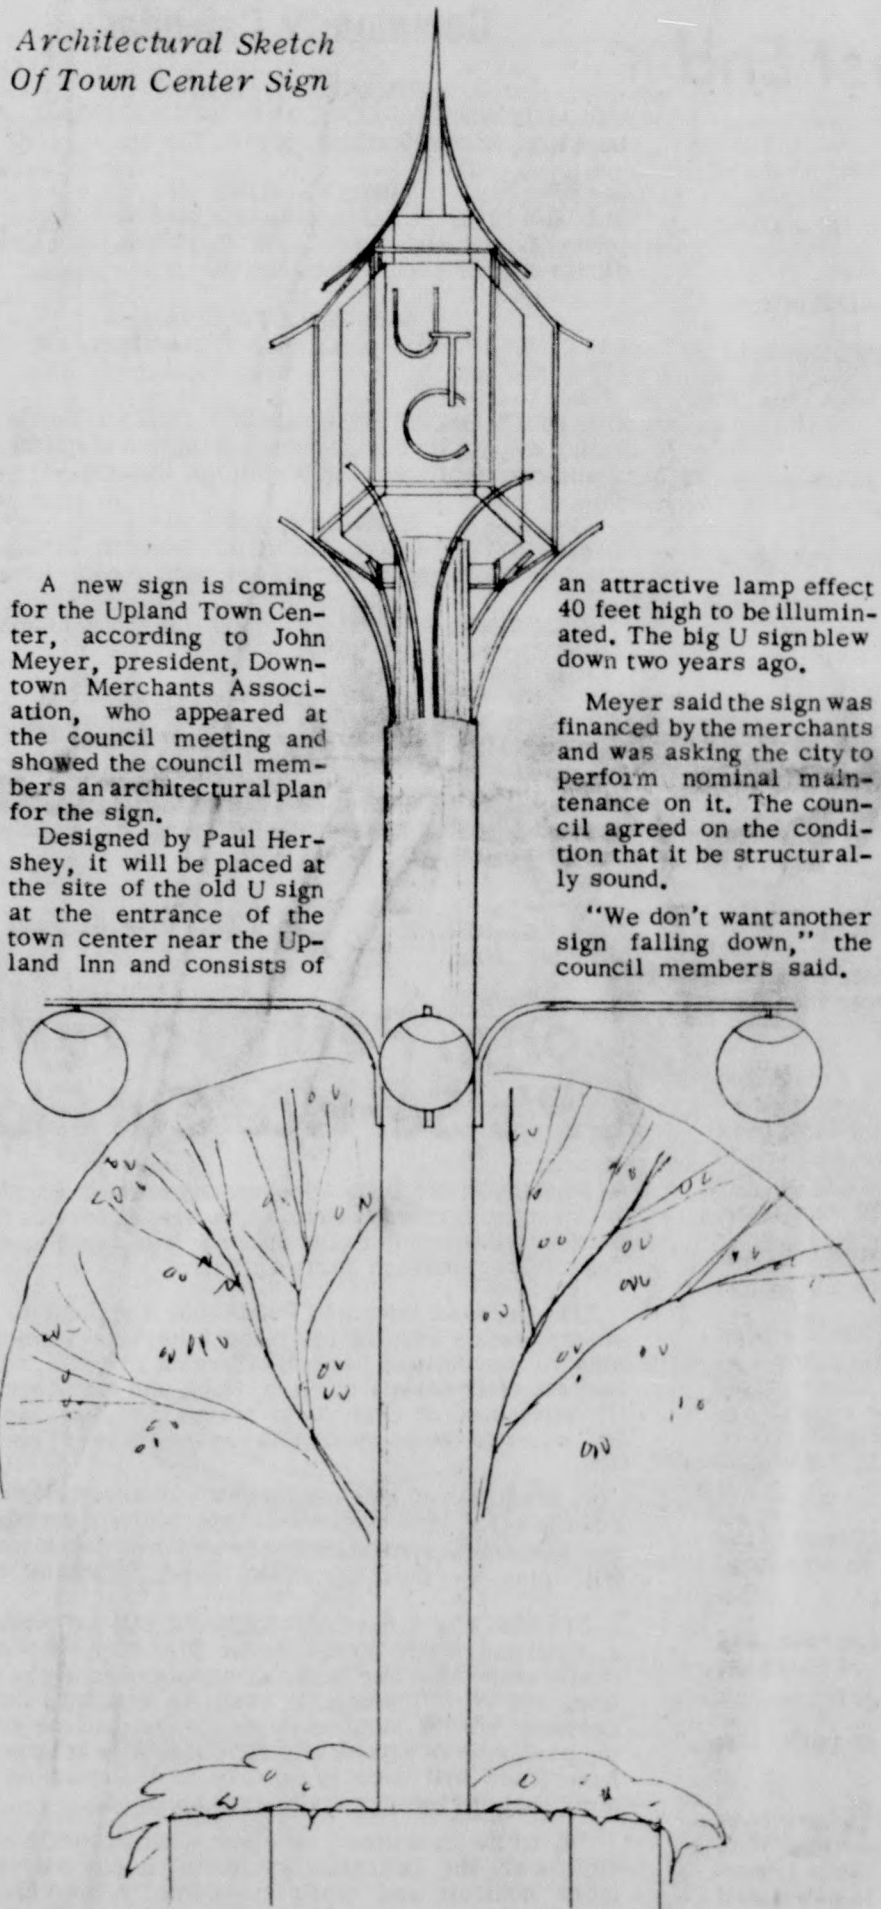 Architectural Sketch
Of Town Center Sign
U
T
C
A new sign is coming
for the Upland Town Cen-
ter, according to John
Meyer, president, Down-
town Merchants Associ-
ation, who appeared at
the council meeting and
showed the council mem-
bers an architectural plan
for the sign.
Designed by Paul Her-
shey, it will be placed at
the site of the old U sign
at the entrance of the
town center near the Up-
land Inn and consists of
an attractive lamp effect
40 feet high to be illumin-
ated. The big U sign blew
down two years ago.
Meyer said the sign was
financed by the merchants
and was asking the city to
perform nominal main-
tenance on it. The coun-
cil agreed on the condi-
tion that it be structural-
ly sound.
"We don't want another
sign falling down," the
council members said.